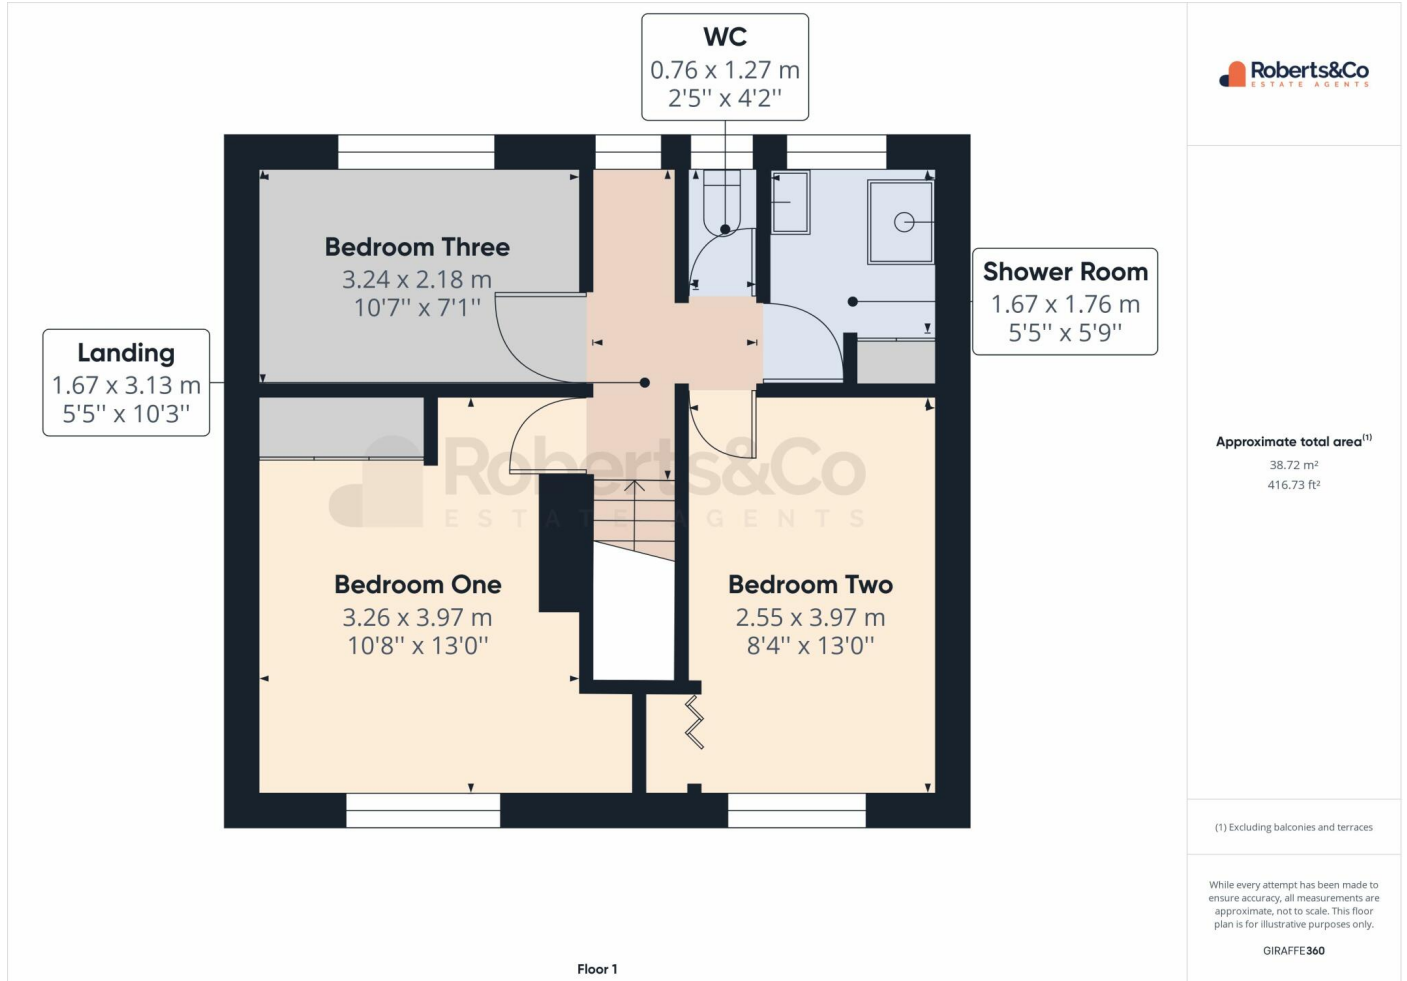 WC
0.76 x 1.27 m
2'5'' x 4'2''
Roberts&Co
ESTATE AGENTS
Bedroom Three
3.24 x 2.18 m
10'7'' x 7'1''
Shower Room
1.67 x 1.76 m
5'5'' x 5'9''
Landing
1.67 x 3.13 m
5'5'' x 10'3''
Roberts&Co
ESTATE AGENTS
Bedroom One
3.26 x 3.97 m
10'8'' x 13'0''
Bedroom Two
2.55 x 3.97 m
8'4'' x 13'0''
Approximate total area(1)
38.72 m²
416.73 ft²
(1) Excluding balconies and terraces
While every attempt has been made to
ensure accuracy, all measurements are
approximate, not to scale. This floor
plan is for illustrative purposes only.
GIRAFFE360
Floor 1